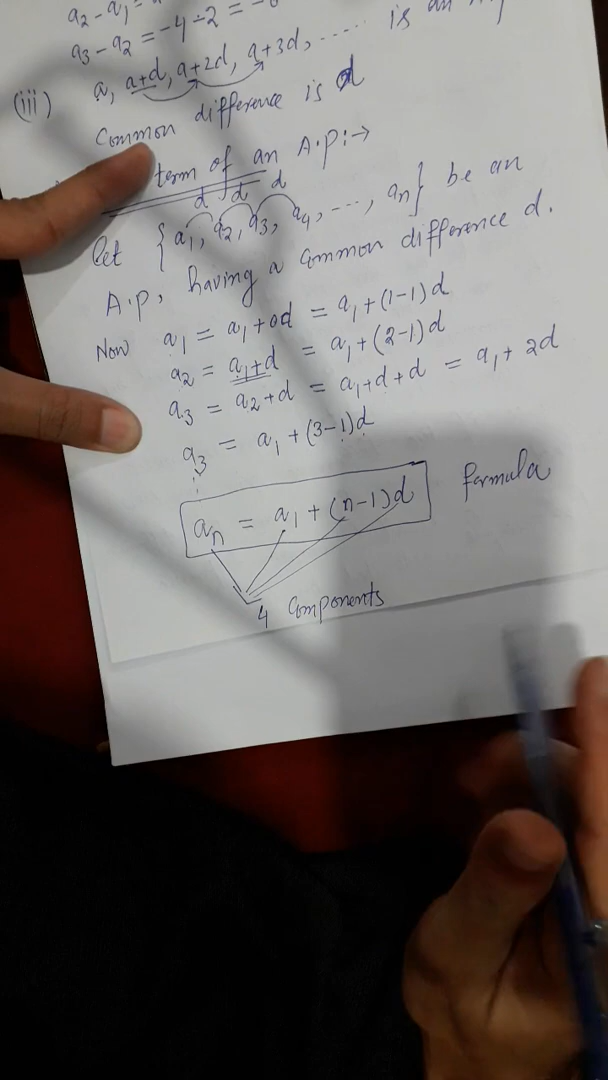 a₂ - a₁ =
a₃ - a₂ = -4 - 2 = -6
(iii) a, a+d, a+2d, a+3d, ..... is an
Common difference is d
term of an A.P:→
d d d
let {a₁, a₂, a₃, a₄, ..., aₙ} be an
A.P, having a common difference d.
Now a₁ = a₁+0d = a₁+(1-1)d
a₂ = a₁+d = a₁+(2-1)d
a₃ = a₂+d = a₁+d+d = a₁+2d
a₃ = a₁+(3-1)d
⋮
aₙ = a₁+(n-1)d formula
4 Components